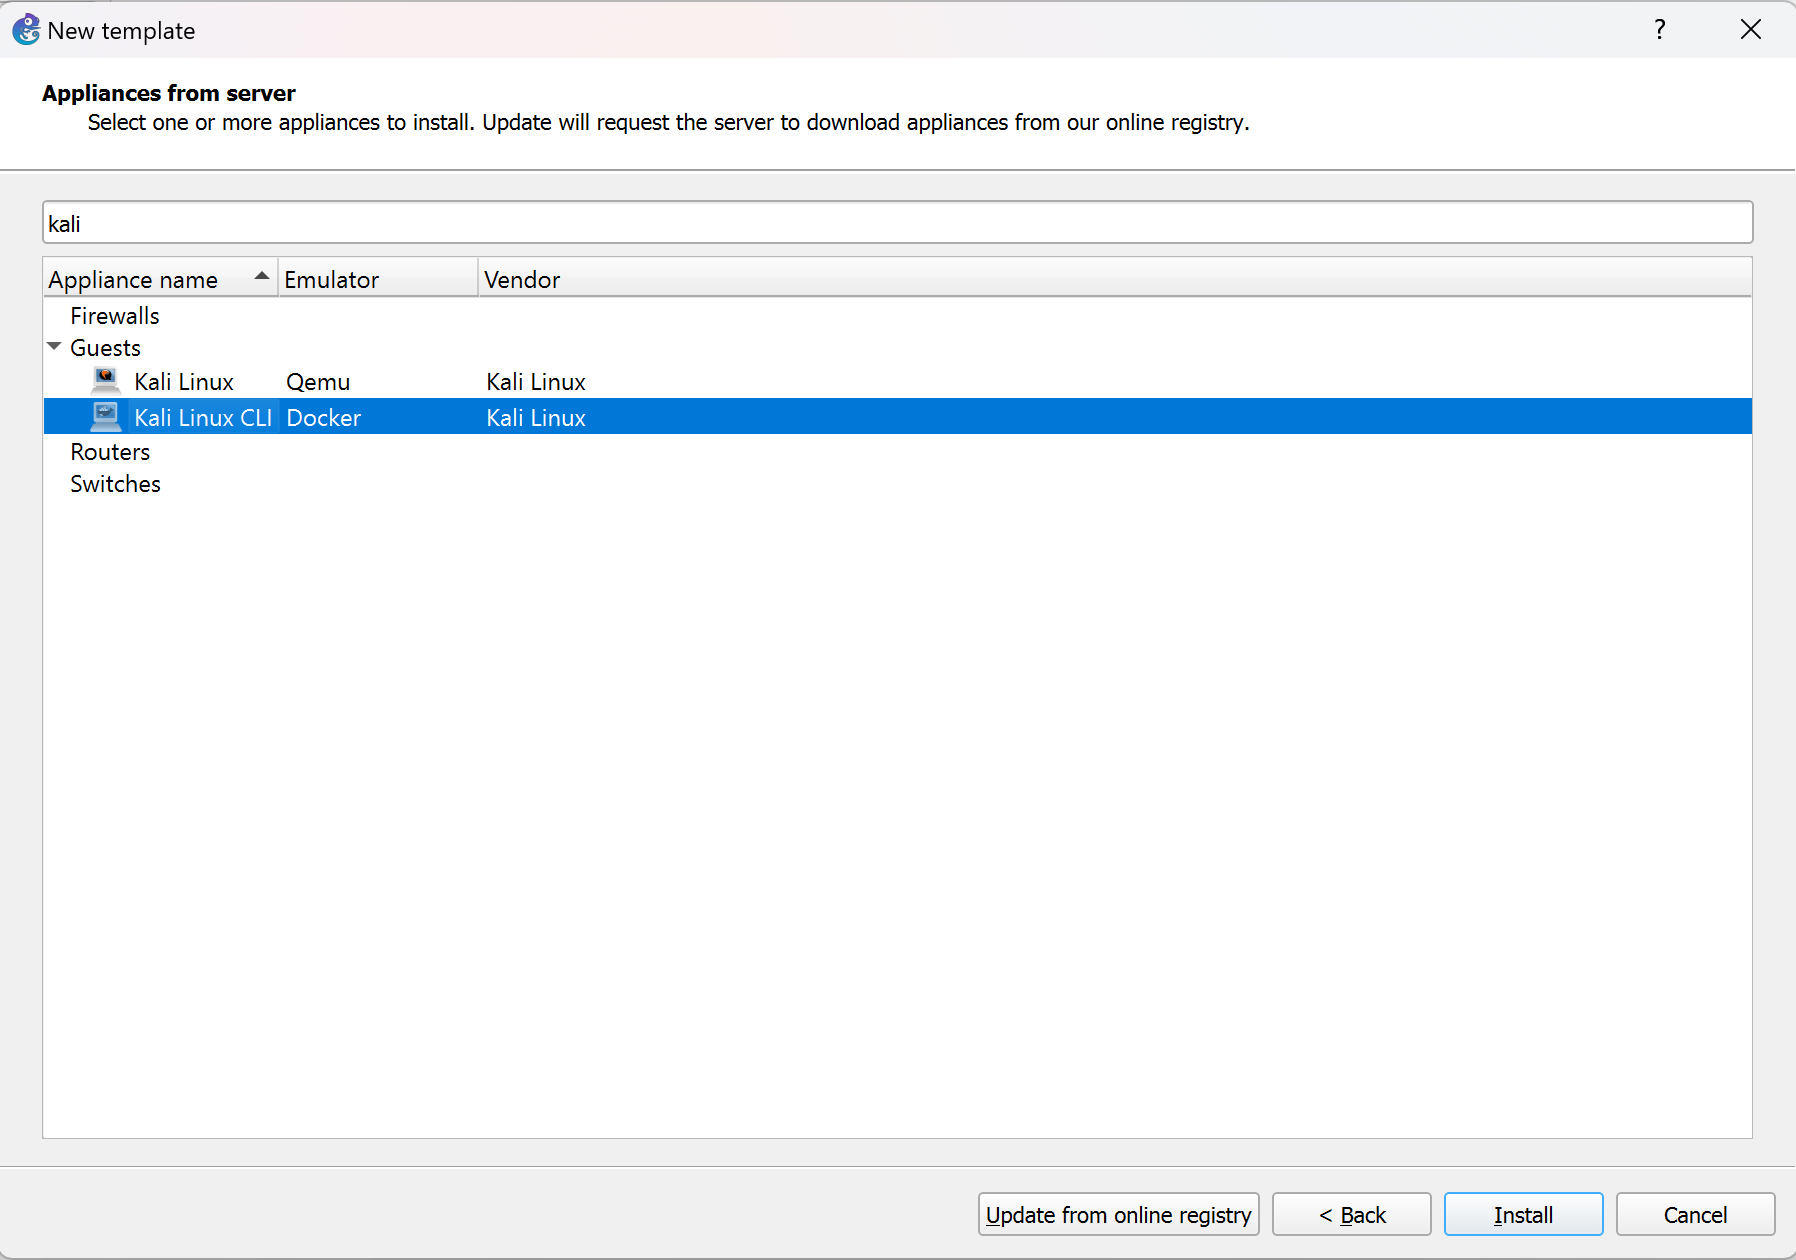 New template
?
Appliances from server
Select one or more appliances to install. Update will request the server to download appliances from our online registry.
kali
Appliance name Emulator Vendor
Firewalls
Guests
Kali Linux Qemu Kali Linux
Kali Linux CLI Docker Kali Linux
Routers
Switches
Update from online registry < Back Install Cancel